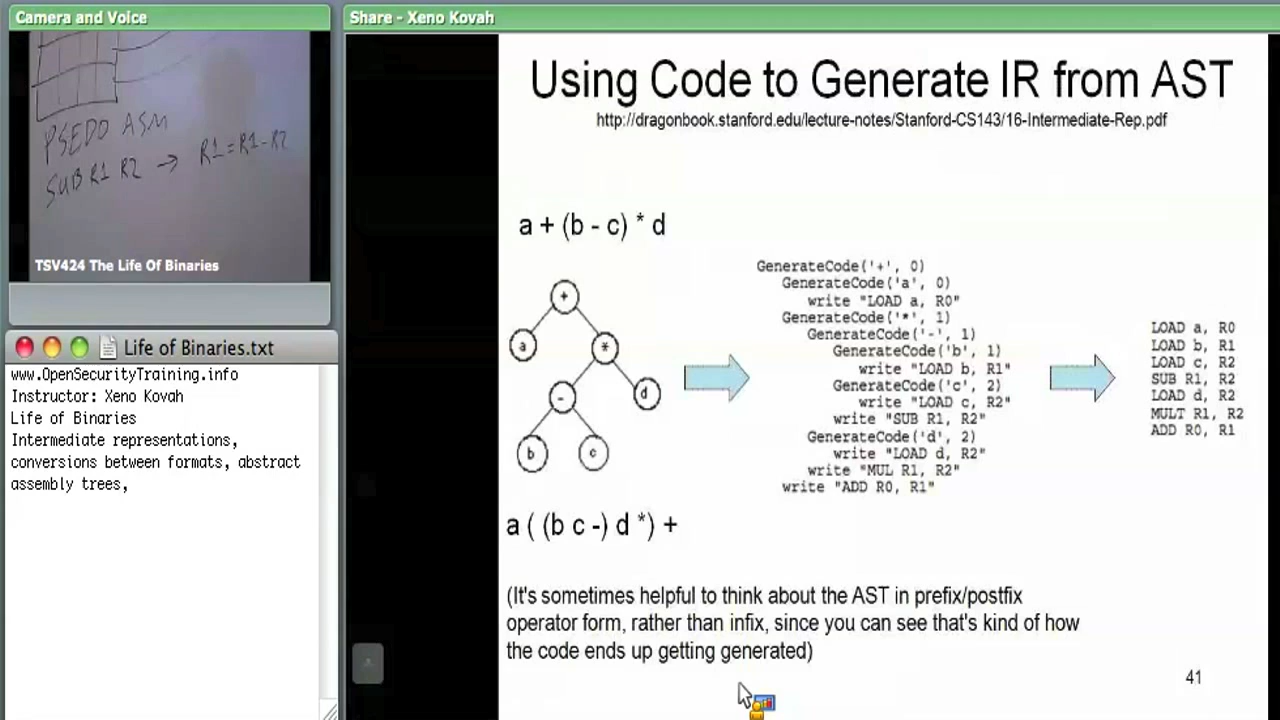 Camera and Voice
PSEDO ASM
SUB R1 R2 → R1 = R1 - R2
TSV424 The Life Of Binaries
Life of Binaries.txt
www.OpenSecurityTraining.info
Instructor: Xeno Kovah
Life of Binaries
Intermediate representations,
conversions between formats, abstract
assembly trees,
Share - Xeno Kovah
Using Code to Generate IR from AST
http://dragonbook.stanford.edu/lecture-notes/Stanford-CS143/16-Intermediate-Rep.pdf
a + (b - c) * d
+
a
*
-
d
b
c
GenerateCode('+', 0)
GenerateCode('a', 0)
write "LOAD a, R0"
GenerateCode('*', 1)
GenerateCode('-', 1)
GenerateCode('b', 1)
write "LOAD b, R1"
GenerateCode('c', 2)
write "LOAD c, R2"
write "SUB R1, R2"
GenerateCode('d', 2)
write "LOAD d, R2"
write "MUL R1, R2"
write "ADD R0, R1"
LOAD a, R0
LOAD b, R1
LOAD c, R2
SUB R1, R2
LOAD d, R2
MULT R1, R2
ADD R0, R1
a ( (b c -) d *) +
(It's sometimes helpful to think about the AST in prefix/postfix
operator form, rather than infix, since you can see that's kind of how
the code ends up getting generated)
41